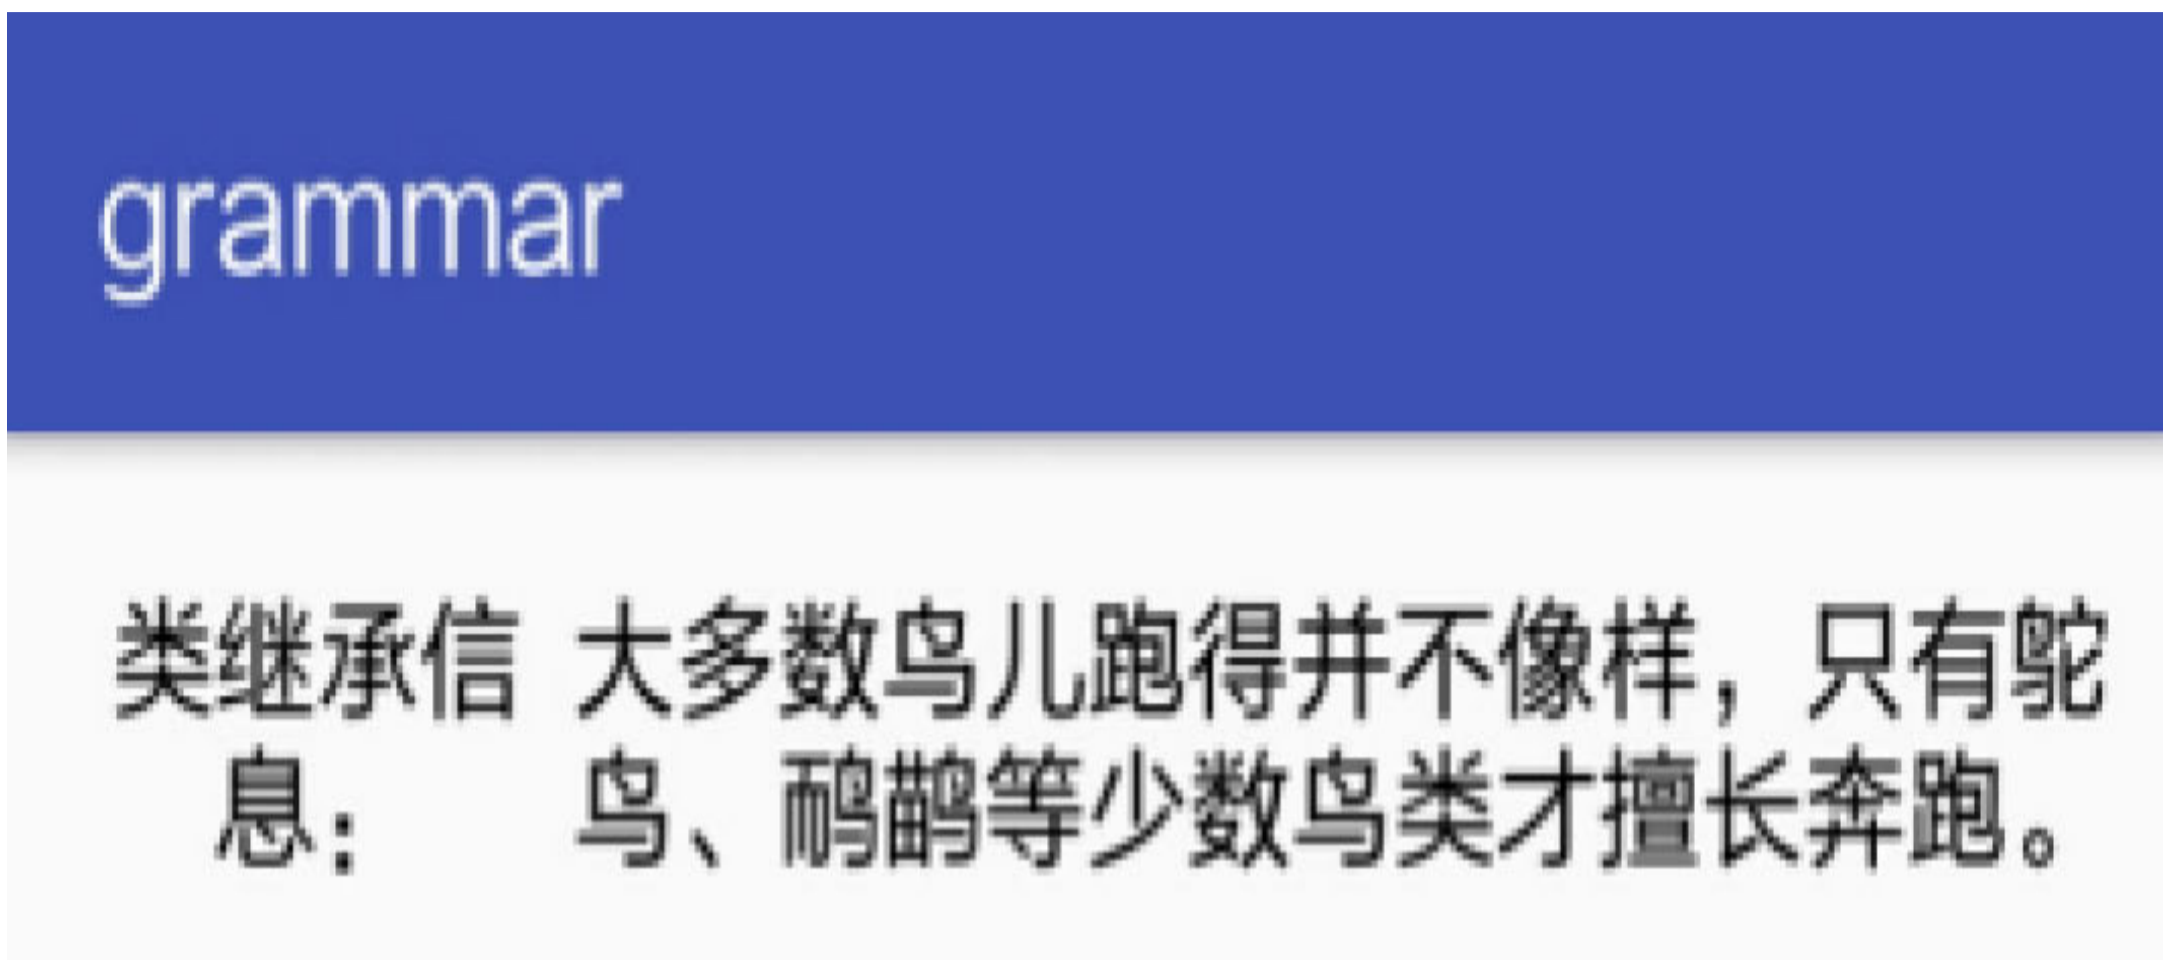 grammar
类继承信 大多数鸟儿跑得并不像样，只有鸵
息： 鸟、鸸鹋等少数鸟类才擅长奔跑。